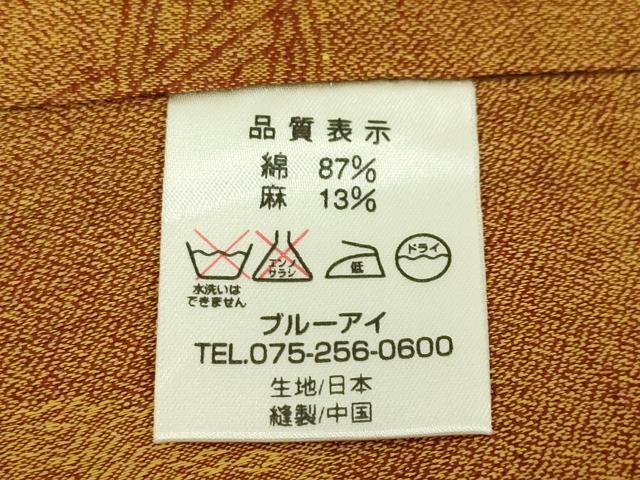 品質表示
綿 87%
麻 13%
エンソ
サラシ
低
ドライ
水洗いは
できません
ブルーアイ
TEL.075-256-0600
生地/日本
縫製/中国